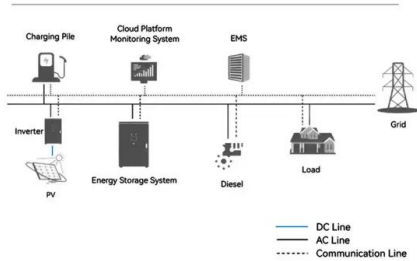 Charging Pile
Cloud Platform
Monitoring System
EMS
Grid
Inverter
PV
Energy Storage System
Diesel
Load
DC Line
AC Line
Communication Line